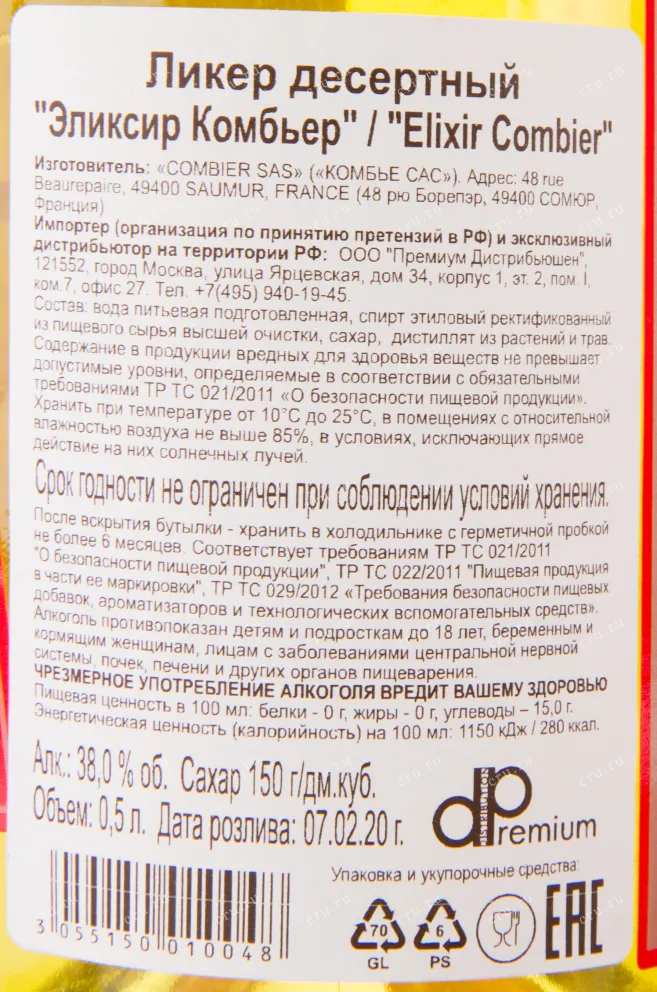 Ликер десертный
"Эликсир Комбьер" / "Elixir Combier"
Изготовитель: «COMBIER SAS» («КОМБЬЕ САС»). Адрес: 48 rue
Beaurepaire, 49400 SAUMUR, FRANCE (48 рю Борепэр, 49400 СОМЮР,
Франция)
Импортер (организация по принятию претензий в РФ) и эксклюзивный
дистрибьютор на территории РФ: ООО "Премиум Дистрибьюшен",
121552, город Москва, улица Ярцевская, дом 34, корпус 1, эт. 2, пом. I,
ком.7, офис 27. Тел. +7(495) 940-19-45.
Состав: вода питьевая подготовленная, спирт этиловый ректификованный
из пищевого сырья высшей очистки, сахар, дистиллят из растений и трав.
Содержание в продукции вредных для здоровья веществ не превышает
допустимые уровни, определяемые в соответствии с обязательными
требованиями ТР ТС 021/2011 «О безопасности пищевой продукции».
Хранить при температуре от 10°С до 25°С, в помещениях с относительной
влажностью воздуха не выше 85%, в условиях, исключающих прямое
действие на них солнечных лучей.
Срок годности не ограничен при соблюдении условий хранения.
После вскрытия бутылки - хранить в холодильнике с герметичной пробкой
не более 6 месяцев. Соответствует требованиям ТР ТС 021/2011
"О безопасности пищевой продукции", ТР ТС 022/2011 "Пищевая продукция
в части ее маркировки", ТР ТС 029/2012 «Требования безопасности пищевых
добавок, ароматизаторов и технологических вспомогательных средств».
Алкоголь противопоказан детям и подросткам до 18 лет, беременным и
кормящим женщинам, лицам с заболеваниями центральной нервной
системы, почек, печени и других органов пищеварения.
ЧРЕЗМЕРНОЕ УПОТРЕБЛЕНИЕ АЛКОГОЛЯ ВРЕДИТ ВАШЕМУ ЗДОРОВЬЮ
Пищевая ценность в 100 мл: белки - 0 г, жиры - 0 г, углеводы – 15,0 г.
Энергетическая ценность (калорийность) на 100 мл: 1150 кДж / 280 ккал.
Алк.: 38,0 % об. Сахар 150 г/дм.куб.
Объем: 0,5 л. Дата розлива: 07.02.20 г.
dpremium
Упаковка и укупорочные средства:
3 055150 010048
70 GL
6 PS
EAC
cru.ru